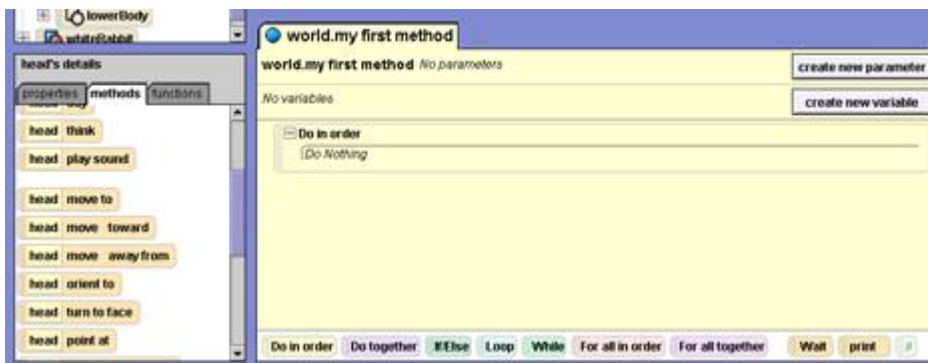 lowerBody
whiteRabbit
head's details
properties methods functions
head say
head think
head play sound
head move to
head move toward
head move away from
head orient to
head turn to face
head point at
world.my first method
world.my first method No parameters
create new parameter
No variables
create new variable
Do in order
Do Nothing
Do in order Do together If/Else Loop While For all in order For all together Wait print //